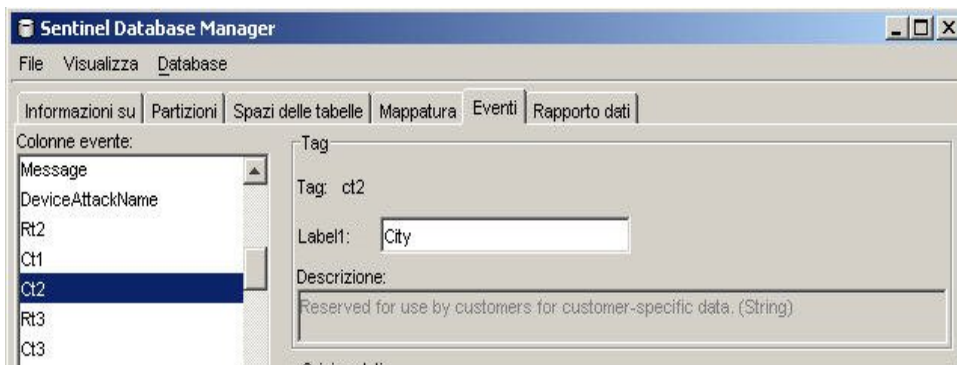 Sentinel Database Manager
File Visualizza Database
Informazioni su Partizioni Spazi delle tabelle Mappatura Eventi Rapporto dati
Colonne evente:
Message
DeviceAttackName
Rt2
Ct1
Ct2
Rt3
Ct3
Tag
Tag: ct2
Label1: City
Descrizione:
Reserved for use by customers for customer-specific data. (String)